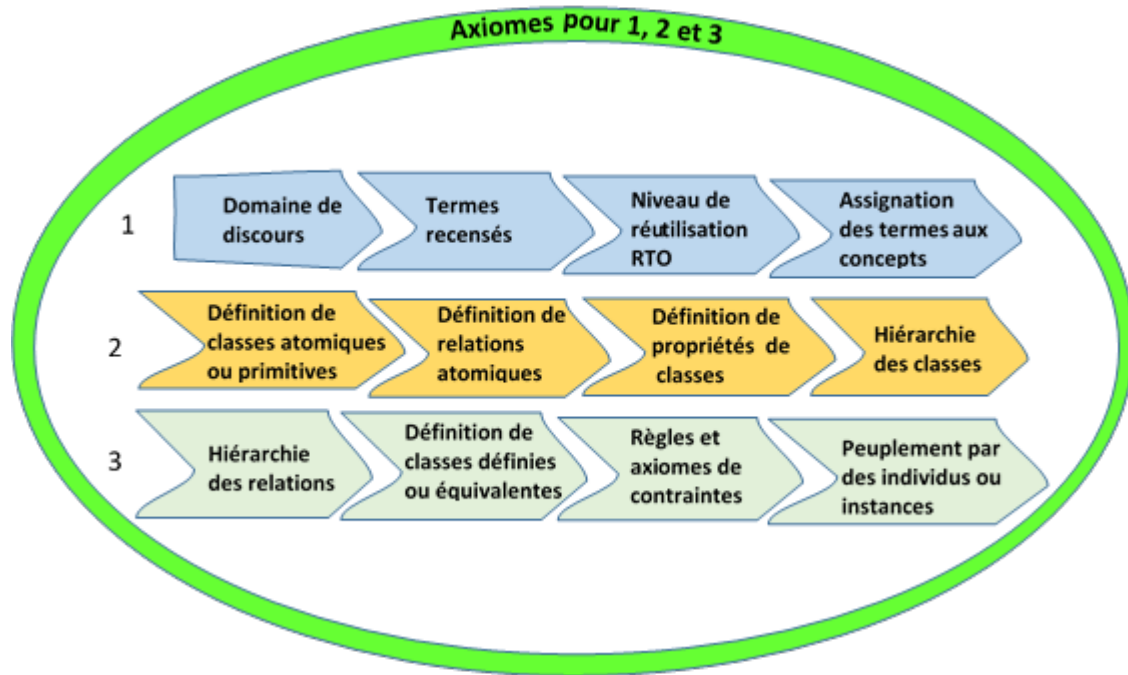 Axiomes pour 1, 2 et 3
1
Domaine de
discours
Termes
recensés
Niveau de
réutilisation
RTO
Assignation
des termes aux
concepts
2
Définition de
classes atomiques
ou primitives
Définition de
relations
atomiques
Définition de
propriétés de
classes
Hiérarchie
des classes
3
Hiérarchie
des relations
Définition de
classes définies
ou équivalentes
Règles et
axiomes de
contraintes
Peuplement par
des individus ou
instances